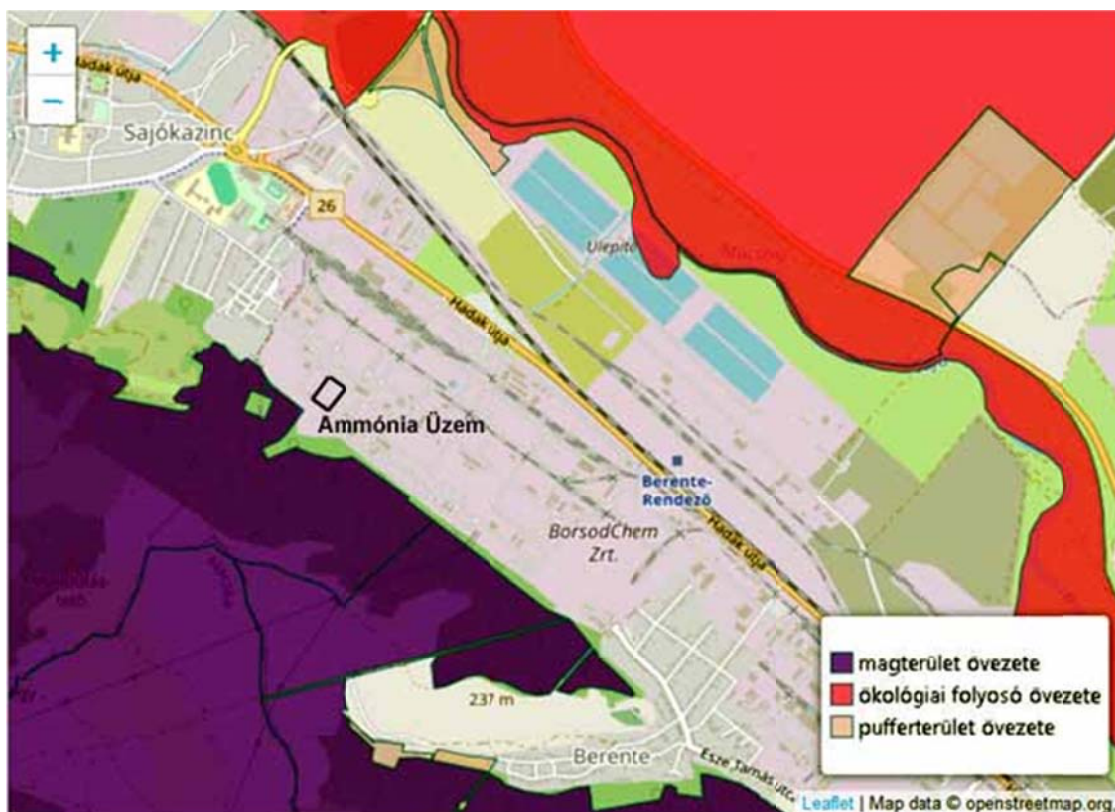 +
−
Hadak útja
Sajókazinc
26
Ülepítő
Hadak útja
Ammónia Üzem
Berente-
Rendező
BorsodChem
Zrt.
Hadak útja
237 m
Berente
Esze Tamás utca
magterület övezete
ökológiai folyosó övezete
pufferterület övezete
Leaflet | Map data © openstreetmap.org